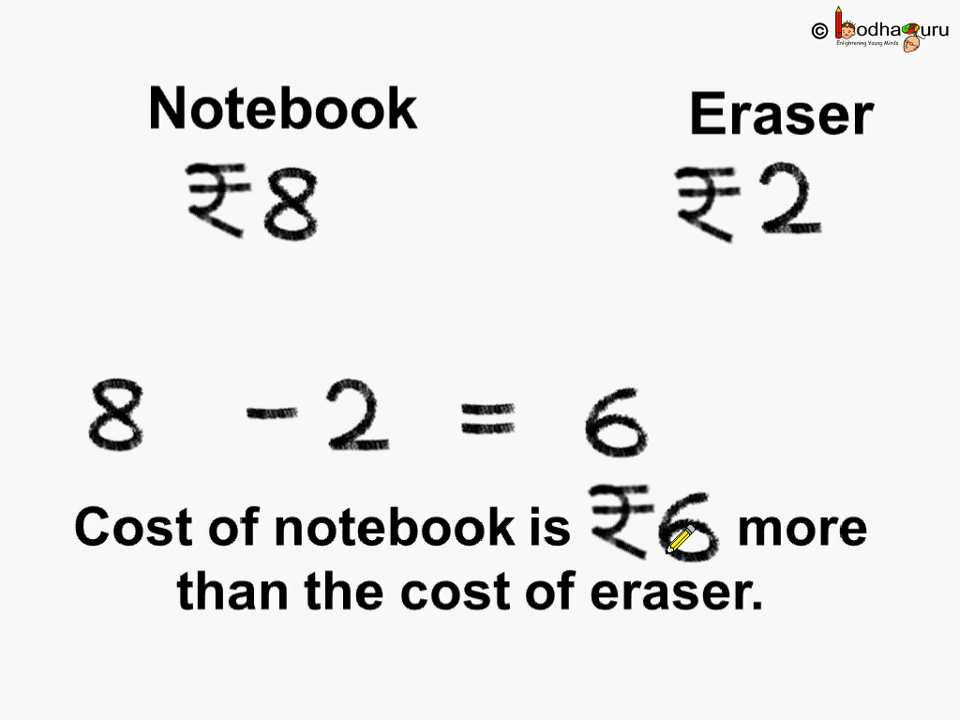 © BodhaGuru
Enlightening Young Minds
Notebook Eraser
₹8 ₹2
8 - 2 = 6
Cost of notebook is ₹6 more
than the cost of eraser.